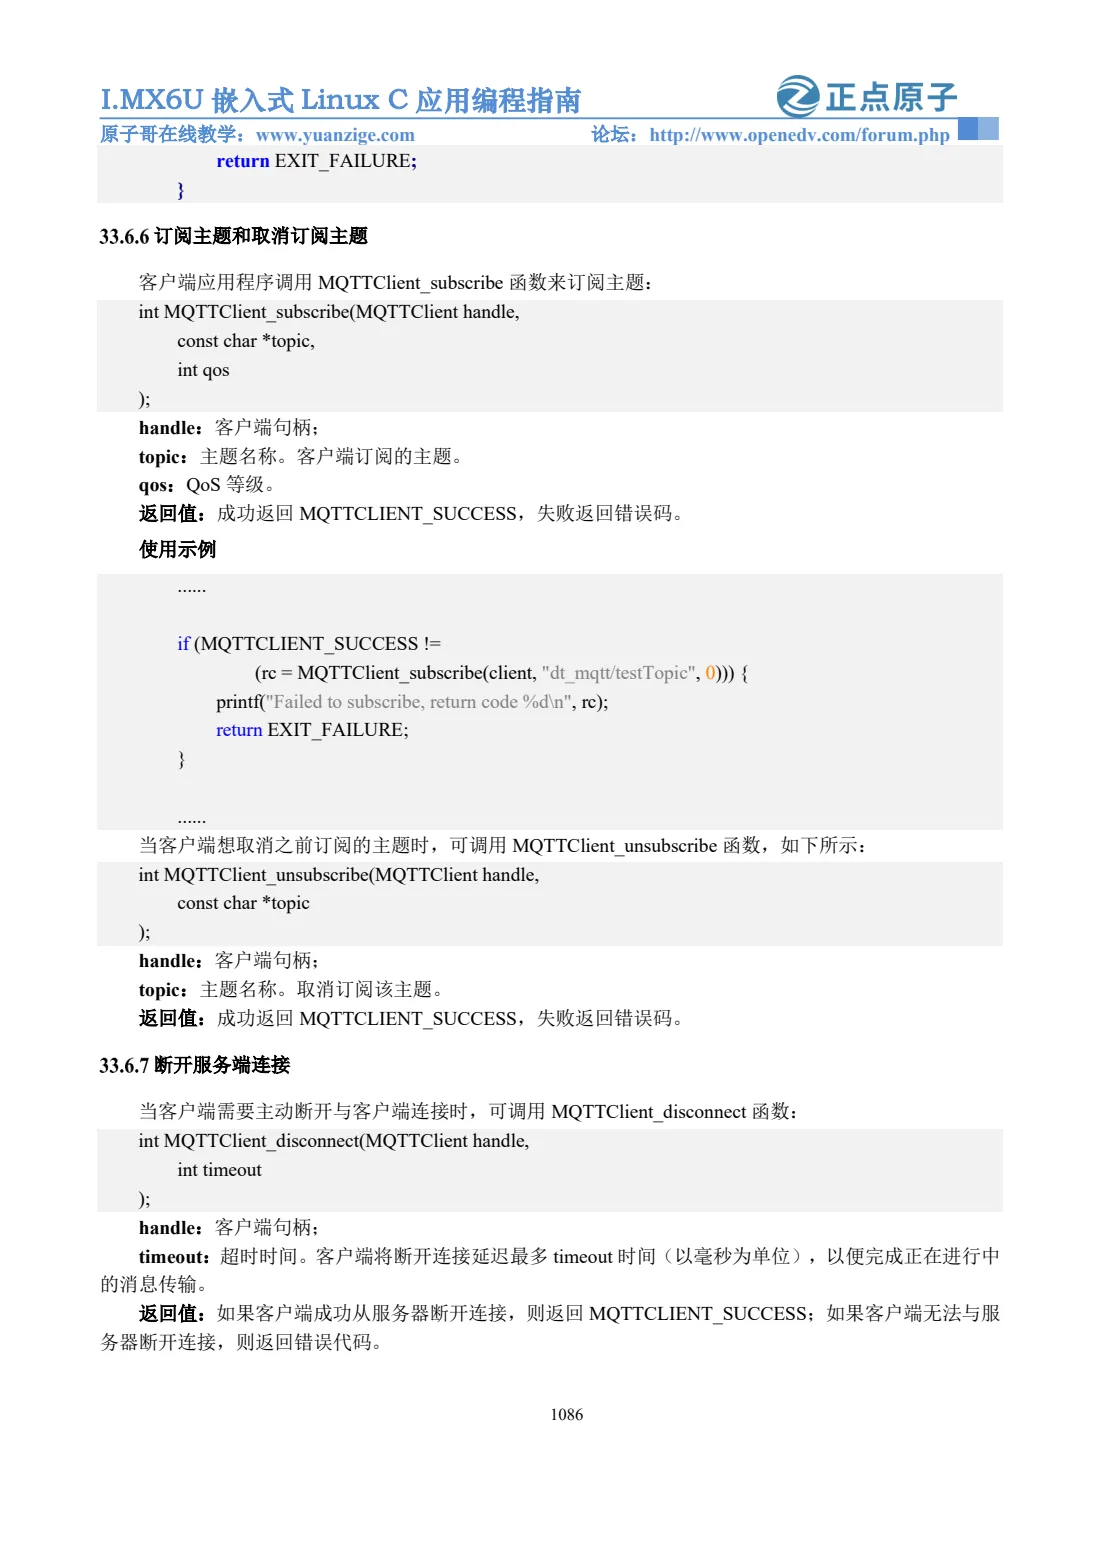 I.MX6U 嵌入式 Linux C 应用编程指南
正点原子
原子哥在线教学：www.yuanzige.com 论坛：http://www.openedv.com/forum.php
return EXIT_FAILURE;
}
33.6.6 订阅主题和取消订阅主题
客户端应用程序调用 MQTTClient_subscribe 函数来订阅主题：
int MQTTClient_subscribe(MQTTClient handle,
const char *topic,
int qos
);
handle：客户端句柄；
topic：主题名称。客户端订阅的主题。
qos：QoS 等级。
返回值：成功返回 MQTTCLIENT_SUCCESS，失败返回错误码。
使用示例
......
if (MQTTCLIENT_SUCCESS !=
(rc = MQTTClient_subscribe(client, "dt_mqtt/testTopic", 0))) {
printf("Failed to subscribe, return code %d\n", rc);
return EXIT_FAILURE;
}
......
当客户端想取消之前订阅的主题时，可调用 MQTTClient_unsubscribe 函数，如下所示：
int MQTTClient_unsubscribe(MQTTClient handle,
const char *topic
);
handle：客户端句柄；
topic：主题名称。取消订阅该主题。
返回值：成功返回 MQTTCLIENT_SUCCESS，失败返回错误码。
33.6.7 断开服务端连接
当客户端需要主动断开与客户端连接时，可调用 MQTTClient_disconnect 函数：
int MQTTClient_disconnect(MQTTClient handle,
int timeout
);
handle：客户端句柄；
timeout：超时时间。客户端将断开连接延迟最多 timeout 时间（以毫秒为单位），以便完成正在进行中
的消息传输。
返回值：如果客户端成功从服务器断开连接，则返回 MQTTCLIENT_SUCCESS；如果客户端无法与服
务器断开连接，则返回错误代码。
1086